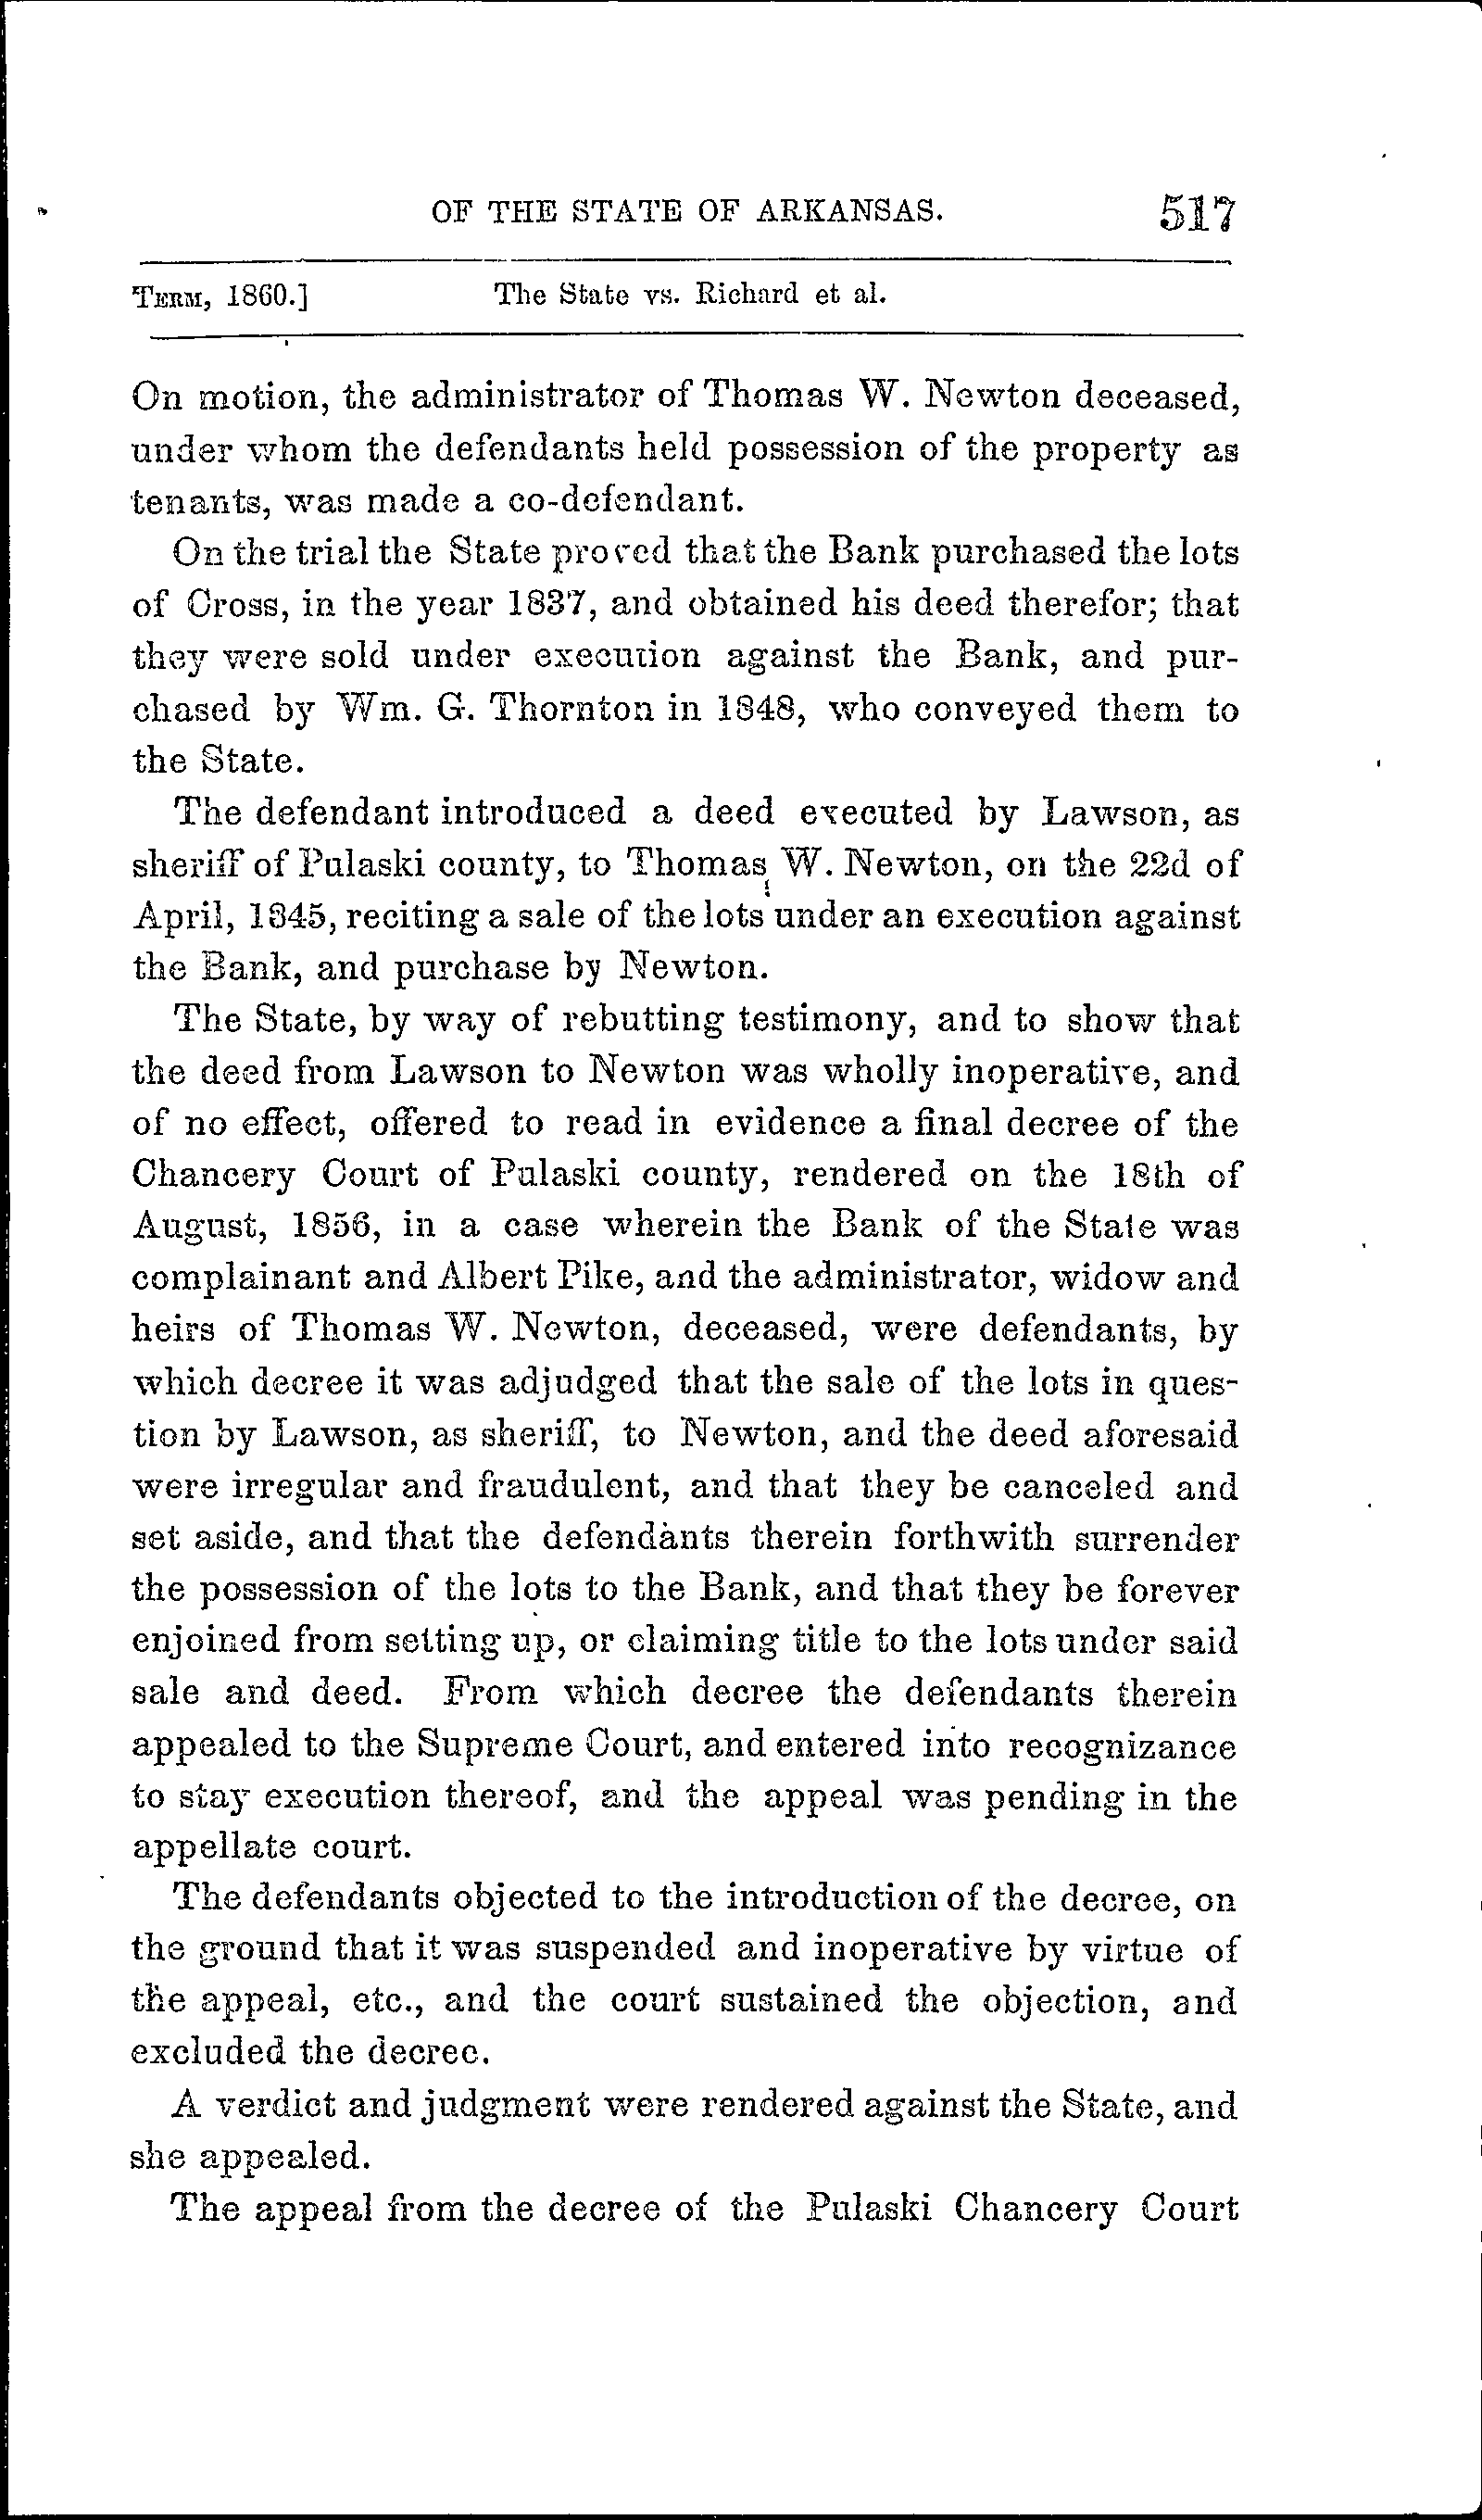 OF THE STATE OF ARKANSAS. 517
TERM, 1860.] The State vs. Richard et al.
On motion, the administrator of Thomas W. Newton deceased,
under whom the defendants held possession of the property as
tenants, was made a co-defendant.
On the trial the State proved that the Bank purchased the lots
of Cross, in the year 1837, and obtained his deed therefor; that
they were sold under execution against the Bank, and pur-
chased by Wm. G. Thornton in 1848, who conveyed them to
the State.
The defendant introduced a deed executed by Lawson, as
sheriff of Pulaski county, to Thomas W. Newton, on the 22d of
April, 1845, reciting a sale of the lots under an execution against
the Bank, and purchase by Newton.
The State, by way of rebutting testimony, and to show that
the deed from Lawson to Newton was wholly inoperative, and
of no effect, offered to read in evidence a final decree of the
Chancery Court of Pulaski county, rendered on the 18th of
August, 1856, in a case wherein the Bank of the State was
complainant and Albert Pike, and the administrator, widow and
heirs of Thomas W. Newton, deceased, were defendants, by
which decree it was adjudged that the sale of the lots in ques-
tion by Lawson, as sheriff, to Newton, and the deed aforesaid
were irregular and fraudulent, and that they be canceled and
set aside, and that the defendants therein forthwith surrender
the possession of the lots to the Bank, and that they be forever
enjoined from setting up, or claiming title to the lots under said
sale and deed. From which decree the defendants therein
appealed to the Supreme Court, and entered into recognizance
to stay execution thereof, and the appeal was pending in the
appellate court.
The defendants objected to the introduction of the decree, on
the ground that it was suspended and inoperative by virtue of
the appeal, etc., and the court sustained the objection, and
excluded the decree.
A verdict and judgment were rendered against the State, and
she appealed.
The appeal from the decree of the Pulaski Chancery Court